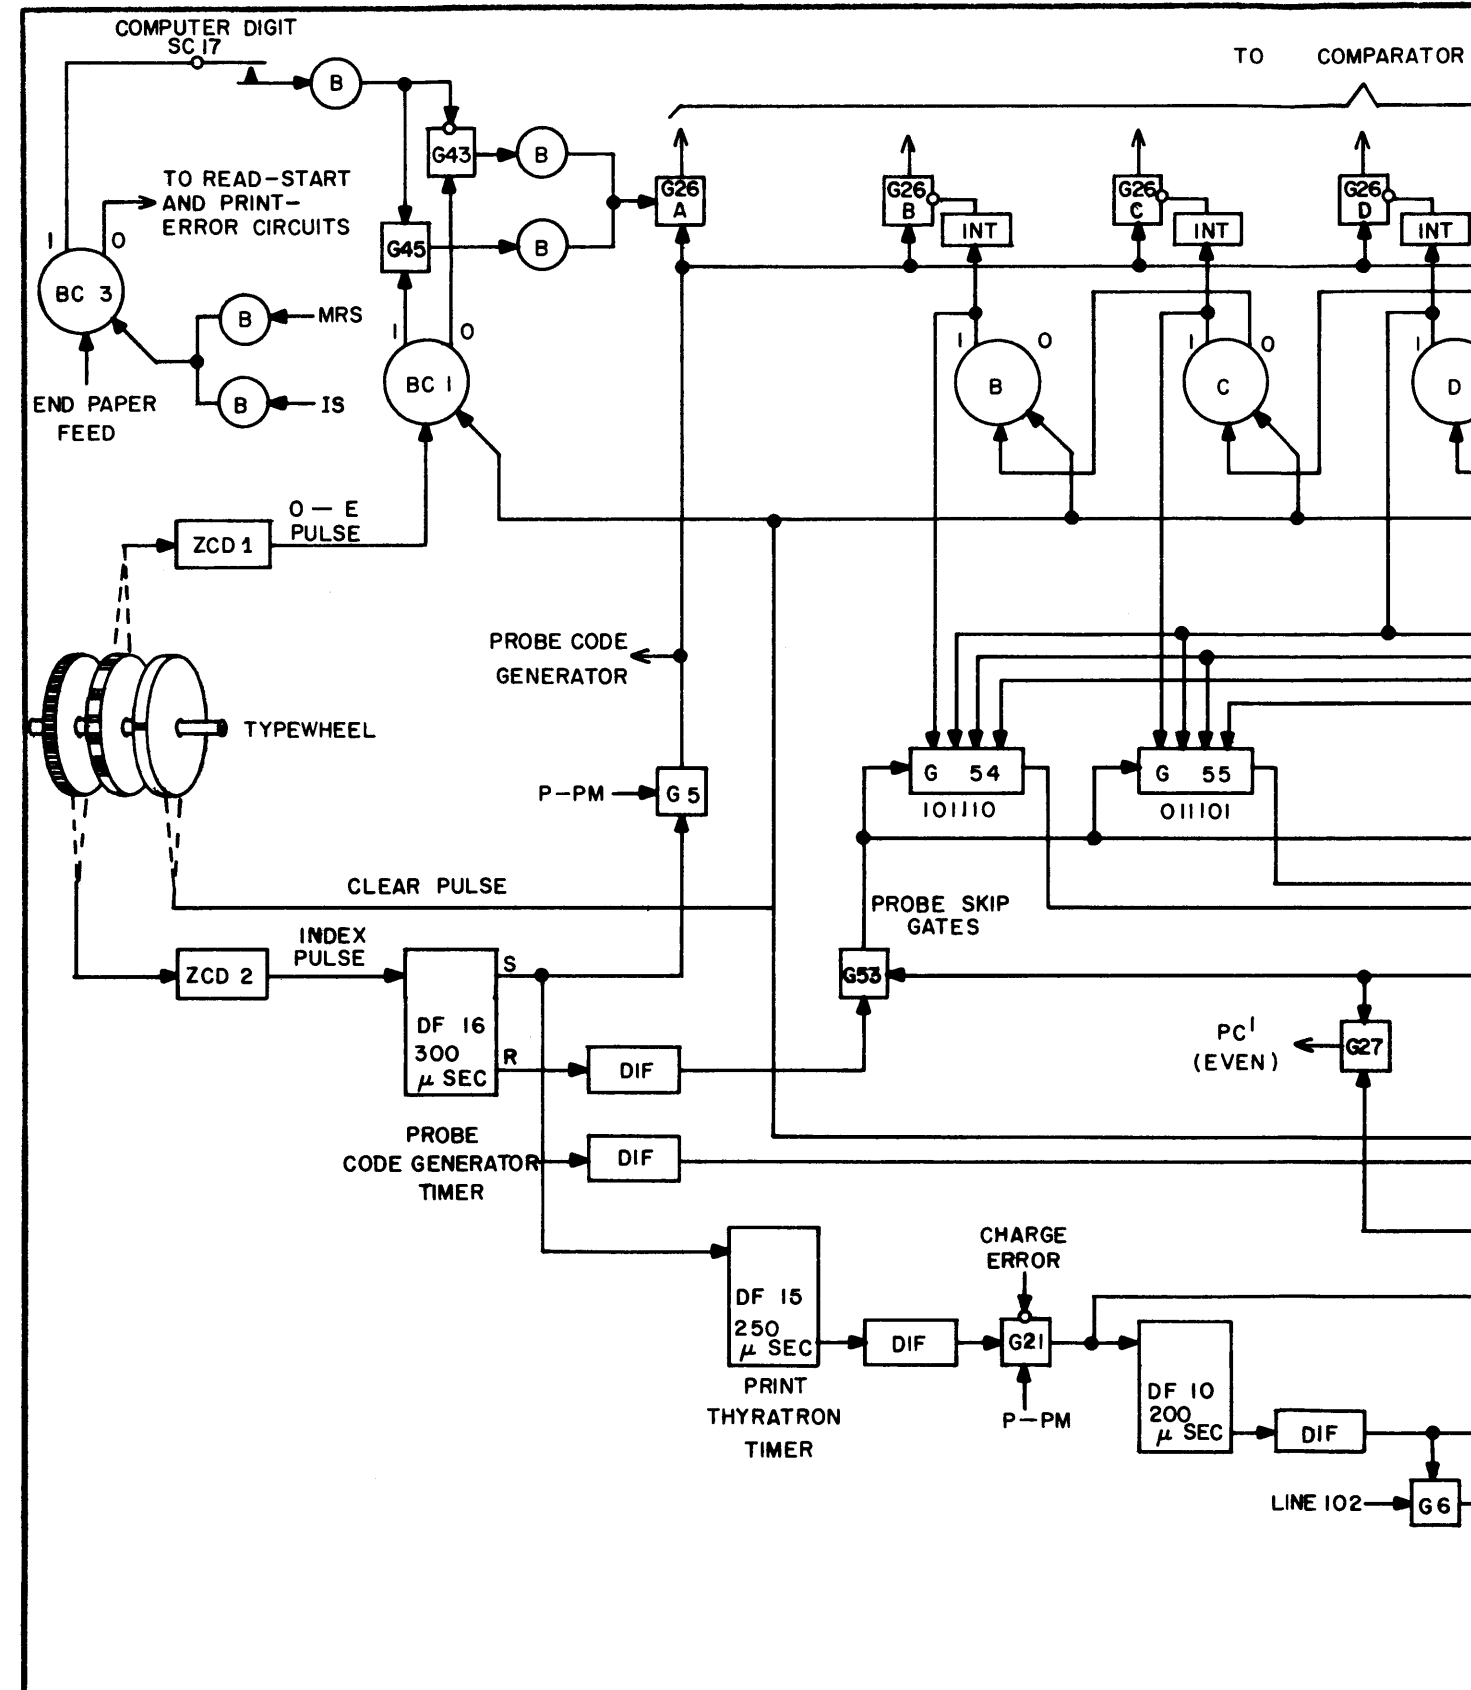 COMPUTER DIGIT
SC 17
TO COMPARATOR
B
G43
B
G26
A
G26
B
G26
C
G26
D
TO READ-START
AND PRINT-
ERROR CIRCUITS
1
0
G45
B
INT
INT
INT
BC 3
B
MRS
1
0
BC 1
1
0
B
1
0
C
1
D
B
IS
END PAPER
FEED
O-E
PULSE
ZCD 1
PROBE CODE
GENERATOR
TYPEWHEEL
P-PM
G 5
G 54
101110
G 55
011101
CLEAR PULSE
PROBE SKIP
GATES
INDEX
PULSE
ZCD 2
S
DF 16
300
μ SEC
R
DIF
G53
PC1
(EVEN)
G27
PROBE
CODE GENERATOR
TIMER
DIF
CHARGE
ERROR
DF 15
250
μ SEC
DIF
G21
PRINT
THYRATRON
TIMER
P-PM
DF 10
200
μ SEC
DIF
LINE 102
G 6